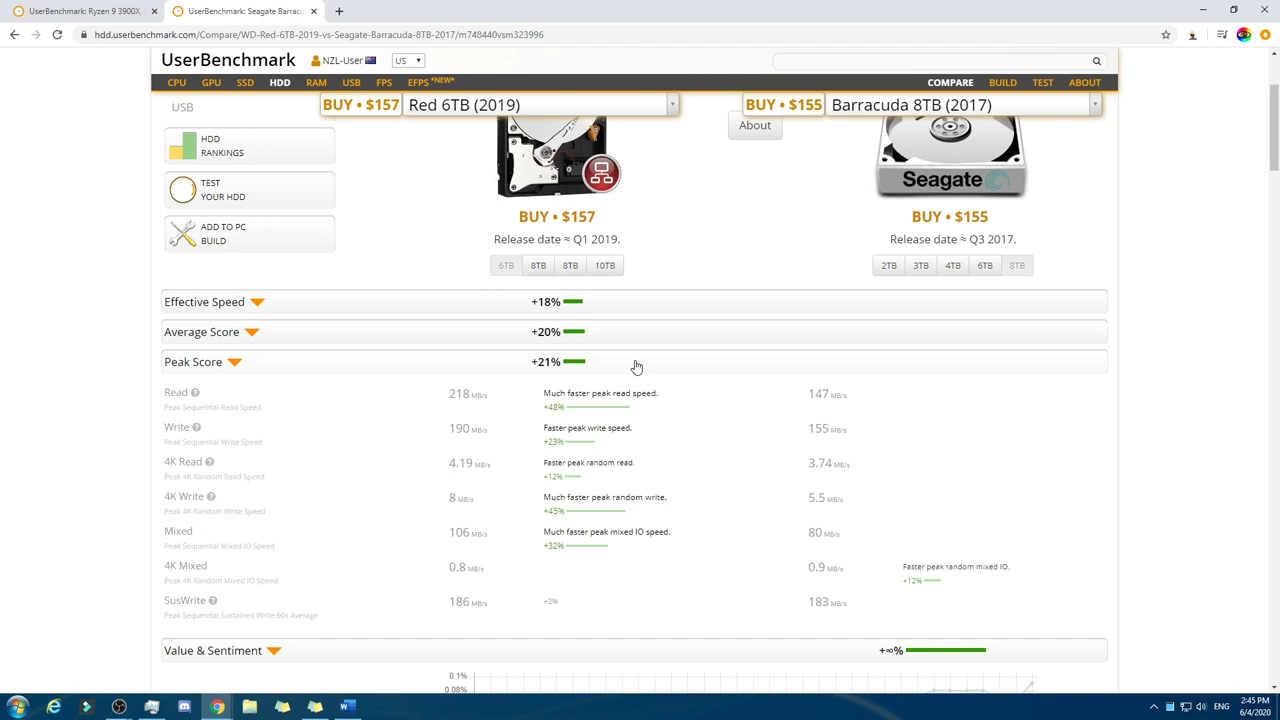 UserBenchmark: Ryzen 9 3900X, I
UserBenchmark: Seagate Barracu
hdd.userbenchmark.com/Compare/WD-Red-6TB-2019-vs-Seagate-Barracuda-8TB-2017/m748440vsm323996
UserBenchmark NZL-User US
CPU GPU SSD HDD RAM USB FPS EFPS *NEW* COMPARE BUILD TEST ABOUT
USB
BUY • $157 Red 6TB (2019) BUY • $155 Barracuda 8TB (2017)
About
HDD
RANKINGS
TEST
YOUR HDD
ADD TO PC
BUILD
Seagate
BUY • $157 BUY • $155
Release date ≈ Q1 2019. Release date ≈ Q3 2017.
6TB 8TB 8TB 10TB 2TB 3TB 4TB 6TB 8TB
Effective Speed +18%
Average Score +20%
Peak Score +21%
Read 218 MB/s Much faster peak read speed. 147 MB/s
Peak Sequential Read Speed +48%
Write 190 MB/s Faster peak write speed. 155 MB/s
Peak Sequential Write Speed +23%
4K Read 4.19 MB/s Faster peak random read. 3.74 MB/s
Peak 4K Random Read Speed +12%
4K Write 8 MB/s Much faster peak random write. 5.5 MB/s
Peak 4K Random Write Speed +45%
Mixed 106 MB/s Much faster peak mixed IO speed. 80 MB/s
Peak Sequential Mixed IO Speed +32%
4K Mixed 0.8 MB/s 0.9 MB/s Faster peak random mixed IO.
Peak 4K Random Mixed IO Speed +12%
SusWrite 186 MB/s +2% 183 MB/s
Peak Sequential Sustained Write 60s Average
Value & Sentiment +∞%
0.1%
0.08%
ENG 2:45 PM
6/4/2020